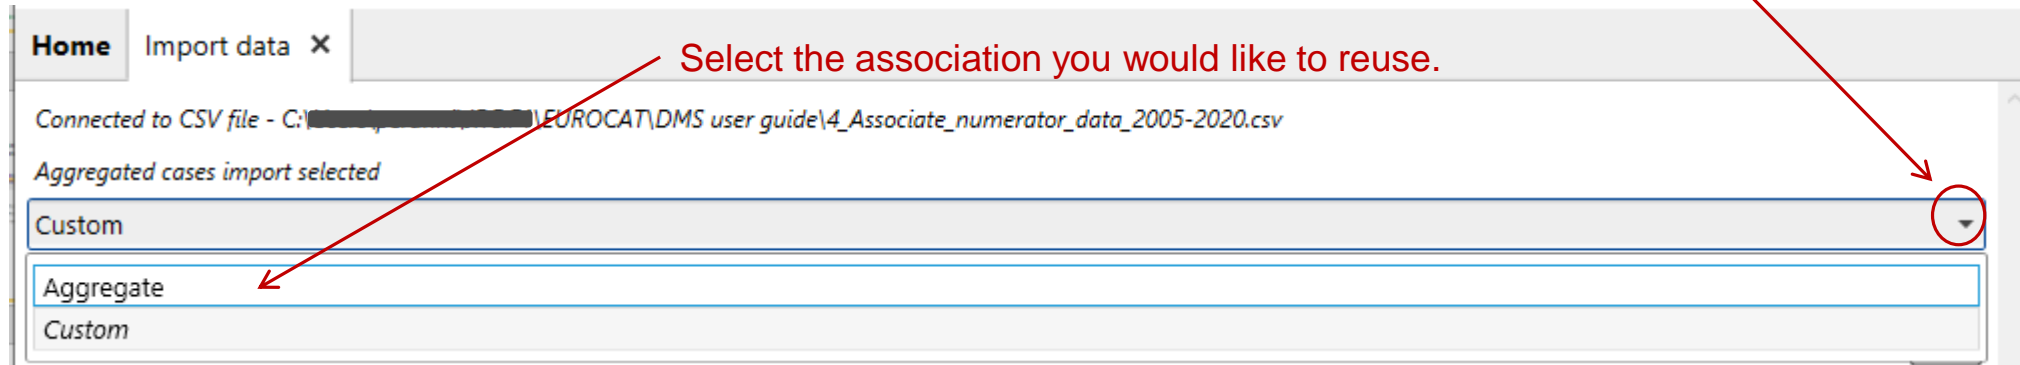 Home Import data ✕
Select the association you would like to reuse.
Connected to CSV file - C:\ \EUROCAT\DMS user guide\4_Associate_numerator_data_2005-2020.csv
Aggregated cases import selected
Custom
Aggregate
Custom